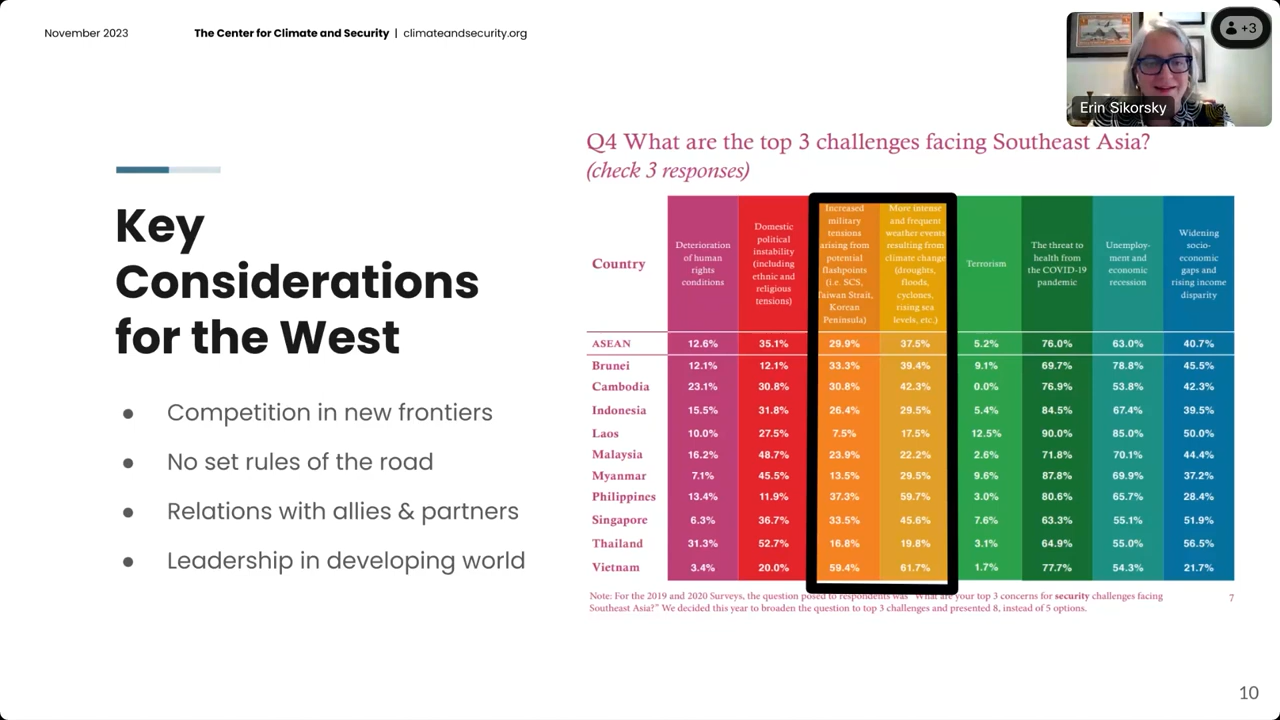 November 2023
The Center for Climate and Security | climateandsecurity.org
+3
Erin Sikorsky
Key
Considerations
for the West
● Competition in new frontiers
● No set rules of the road
● Relations with allies & partners
● Leadership in developing world
Q4 What are the top 3 challenges facing Southeast Asia?
(check 3 responses)
Country
Deterioration
of human
rights
conditions
Domestic
political
instability
(including
ethnic and
religious
tensions)
Increased
military
tensions
arising from
potential
flashpoints
(i.e. SCS,
Taiwan Strait,
Korean
Peninsula)
More intense
and frequent
weather events
resulting from
climate change
(droughts,
floods,
cyclones,
rising sea
levels, etc.)
Terrorism
The threat to
health from
the COVID-19
pandemic
Unemploy-
ment and
economic
recession
Widening
socio-
economic
gaps and
rising income
disparity
ASEAN 12.6% 35.1% 29.9% 37.5% 5.2% 76.0% 63.0% 40.7%
Brunei 12.1% 12.1% 33.3% 39.4% 9.1% 69.7% 78.8% 45.5%
Cambodia 23.1% 30.8% 30.8% 42.3% 0.0% 76.9% 53.8% 42.3%
Indonesia 15.5% 31.8% 26.4% 29.5% 5.4% 84.5% 67.4% 39.5%
Laos 10.0% 27.5% 7.5% 17.5% 12.5% 90.0% 85.0% 50.0%
Malaysia 16.2% 48.7% 23.9% 22.2% 2.6% 71.8% 70.1% 44.4%
Myanmar 7.1% 45.5% 13.5% 29.5% 9.6% 87.8% 69.9% 37.2%
Philippines 13.4% 11.9% 37.3% 59.7% 3.0% 80.6% 65.7% 28.4%
Singapore 6.3% 36.7% 33.5% 45.6% 7.6% 63.3% 55.1% 51.9%
Thailand 31.3% 52.7% 16.8% 19.8% 3.1% 64.9% 55.0% 56.5%
Vietnam 3.4% 20.0% 59.4% 61.7% 1.7% 77.7% 54.3% 21.7%
Note: For the 2019 and 2020 Surveys, the question posed to respondents was "What are your top 3 concerns for security challenges facing
Southeast Asia?" We decided this year to broaden the question to top 3 challenges and presented 8, instead of 5 options.
7
10